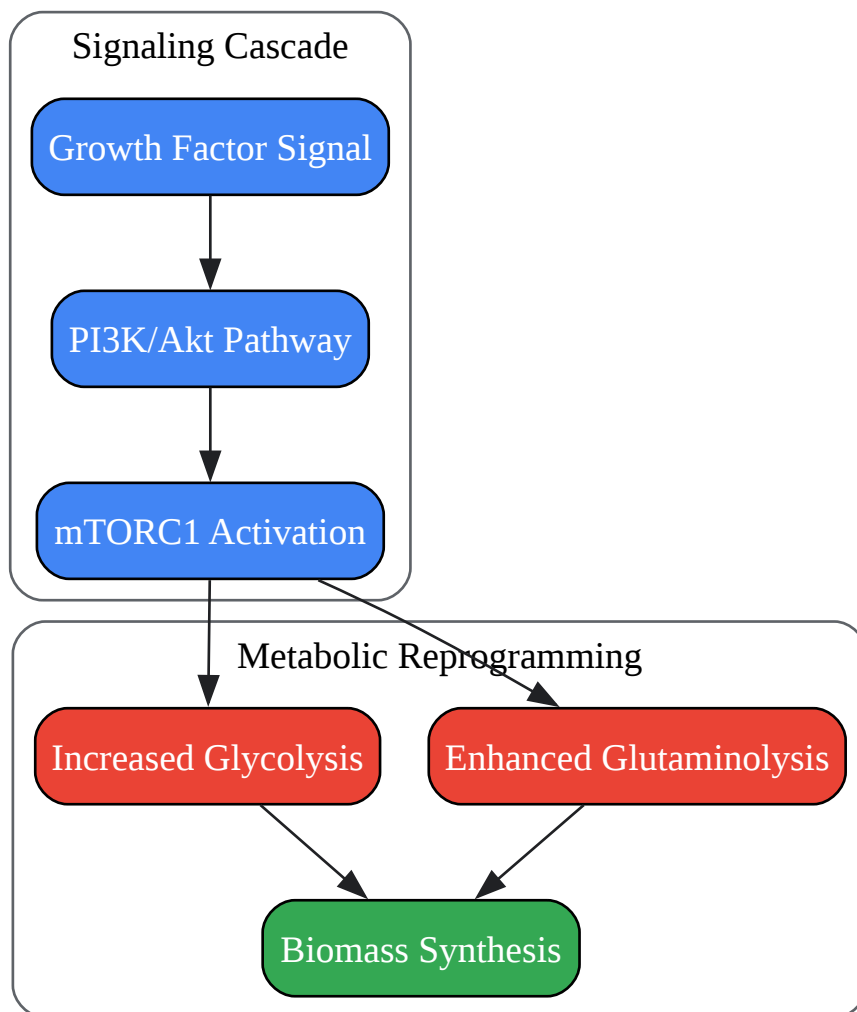 Signaling Cascade
Growth Factor Signal
PI3K/Akt Pathway
mTORC1 Activation
Metabolic Reprogramming
Increased Glycolysis
Enhanced Glutaminolysis
Biomass Synthesis